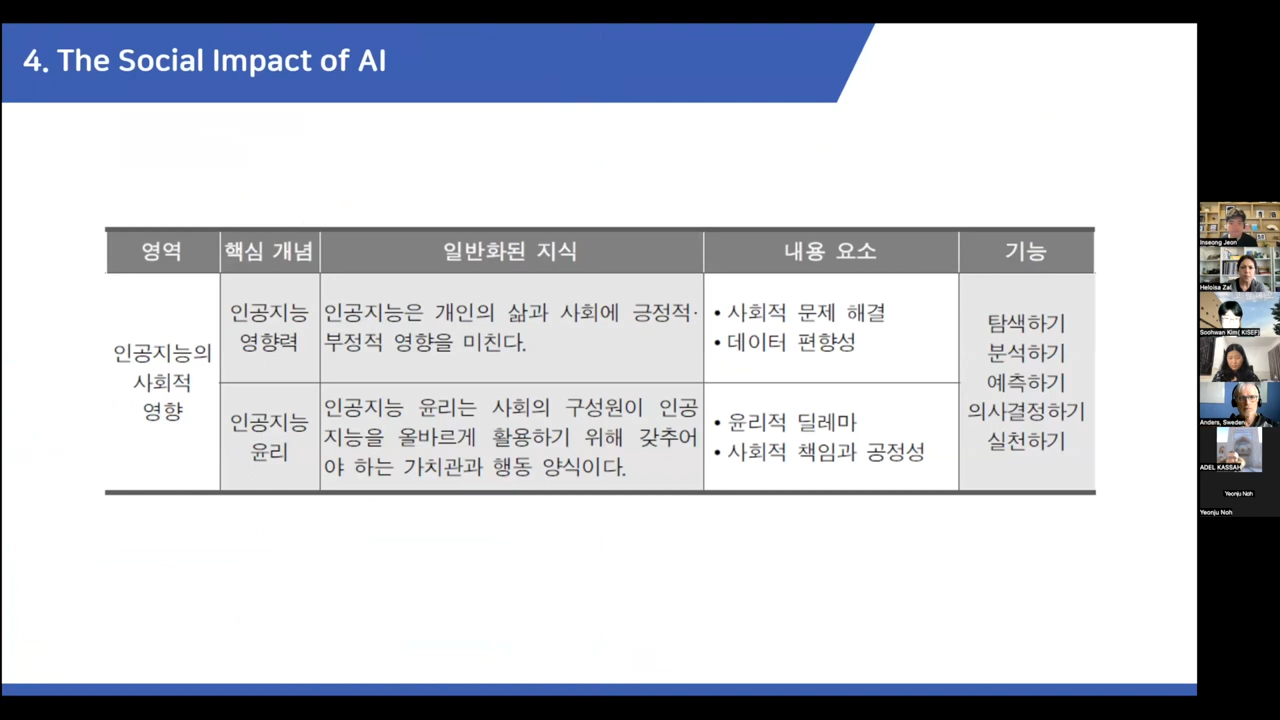 4. The Social Impact of AI
영역
핵심 개념
일반화된 지식
내용 요소
기능
인공지능의
사회적
영향
인공지능
영향력
인공지능은 개인의 삶과 사회에 긍정적·
부정적 영향을 미친다.
• 사회적 문제 해결
• 데이터 편향성
인공지능
윤리
인공지능 윤리는 사회의 구성원이 인공
지능을 올바르게 활용하기 위해 갖추어
야 하는 가치관과 행동 양식이다.
• 윤리적 딜레마
• 사회적 책임과 공정성
탐색하기
분석하기
예측하기
의사결정하기
실천하기
Inseong Jeon
Heloisa Zal
Soohwan Kim( KISEF)
Anders, Sweden
ADEL KASSAH
Yeonju Noh
Yeonju Noh